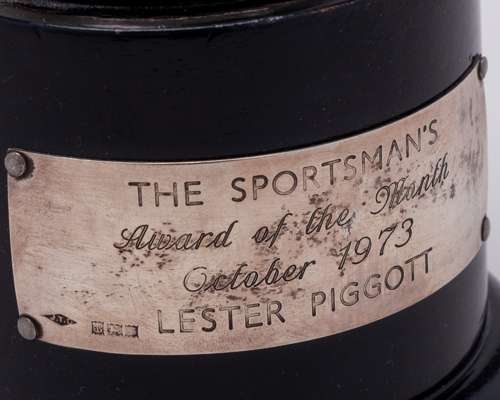 THE SPORTSMAN'S
Award of the Month
October 1973
LESTER PIGGOTT